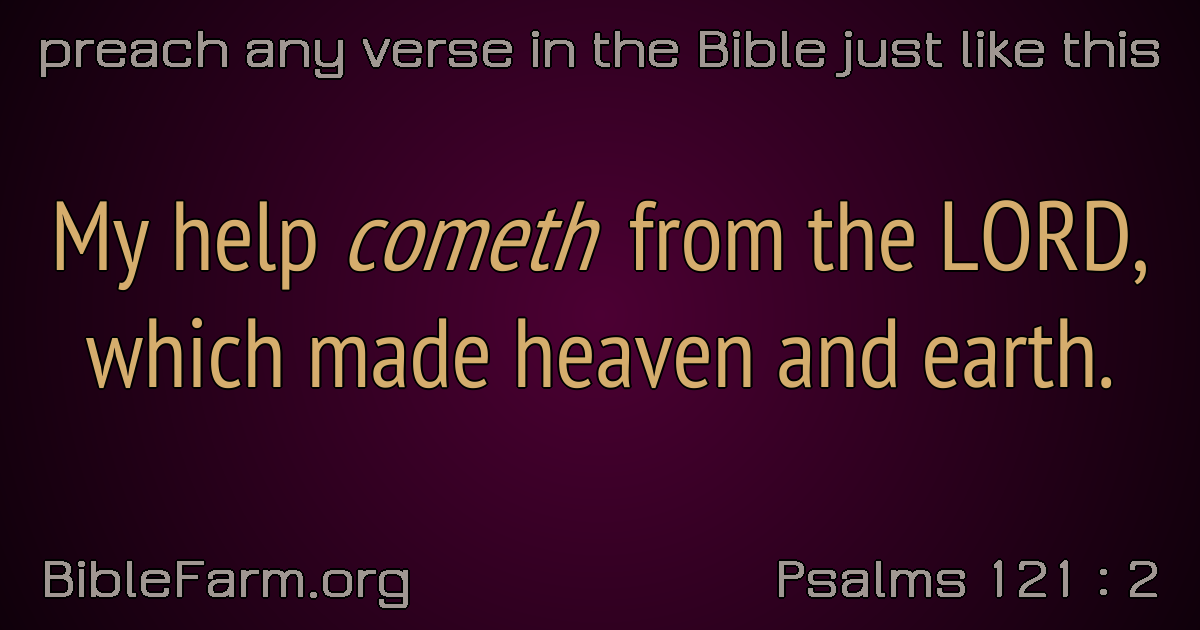 preach any verse in the Bible just like this
My help cometh from the LORD,
which made heaven and earth.
BibleFarm.org
Psalms 121 : 2